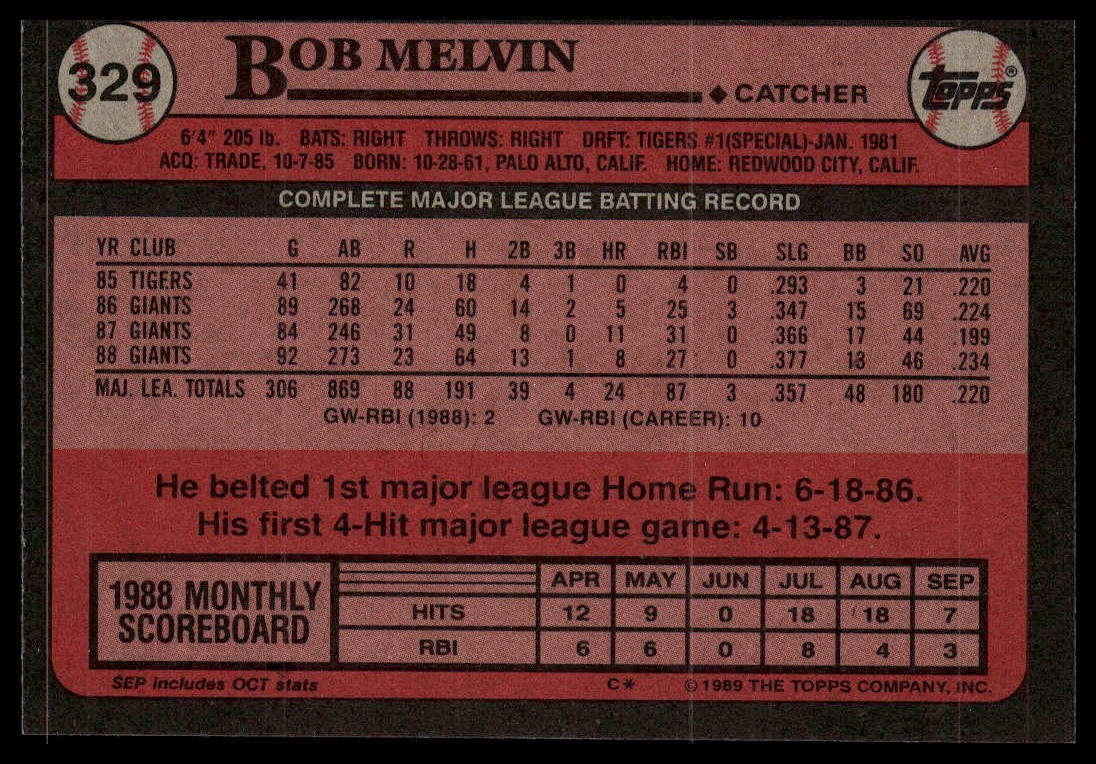 329
BOB MELVIN
TOPPS®
◆ CATCHER
6'4" 205 lb. BATS: RIGHT THROWS: RIGHT DRFT: TIGERS #1(SPECIAL)-JAN. 1981
ACQ: TRADE, 10-7-85 BORN: 10-28-61, PALO ALTO, CALIF. HOME: REDWOOD CITY, CALIF.
COMPLETE MAJOR LEAGUE BATTING RECORD
YR CLUB G AB R H 2B 3B HR RBI SB SLG BB SO AVG
85 TIGERS 41 82 10 18 4 1 0 4 0 .293 3 21 .220
86 GIANTS 89 268 24 60 14 2 5 25 3 .347 15 69 .224
87 GIANTS 84 246 31 49 8 0 11 31 0 .366 17 44 .199
88 GIANTS 92 273 23 64 13 1 8 27 0 .377 13 46 .234
MAJ. LEA. TOTALS 306 869 88 191 39 4 24 87 3 .357 48 180 .220
GW-RBI (1988): 2 GW-RBI (CAREER): 10
He belted 1st major league Home Run: 6-18-86.
His first 4-Hit major league game: 4-13-87.
1988 MONTHLY
SCOREBOARD
APR MAY JUN JUL AUG SEP
HITS 12 9 0 18 18 7
RBI 6 6 0 8 4 3
SEP includes OCT stats C* © 1989 THE TOPPS COMPANY, INC.